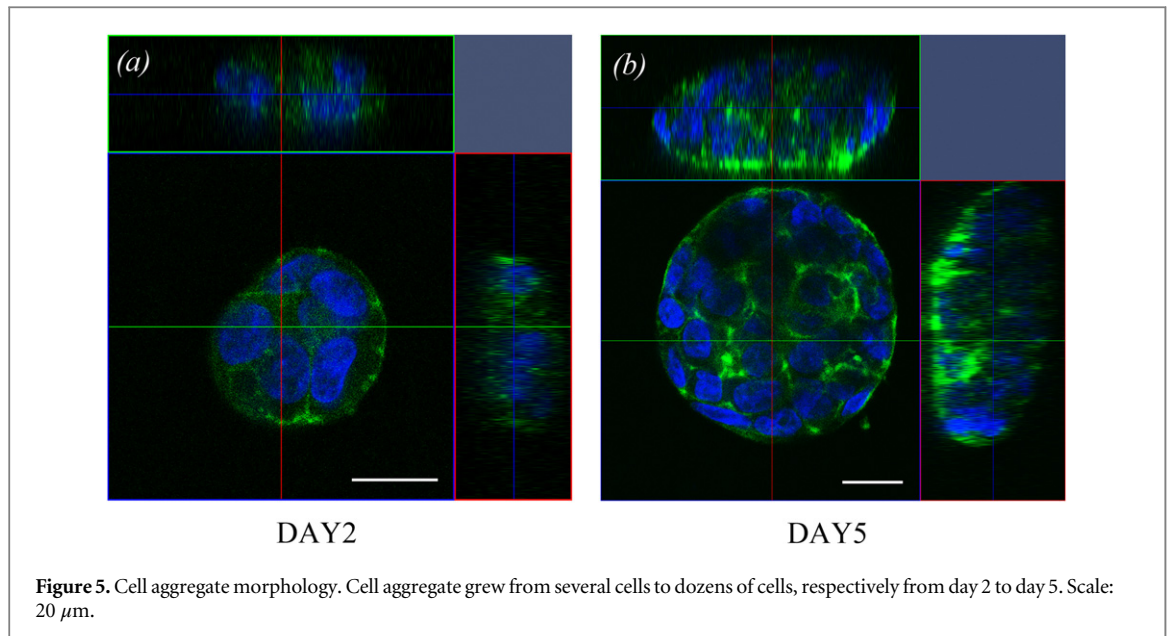 (a)
(b)
DAY2
DAY5
Figure 5. Cell aggregate morphology. Cell aggregate grew from several cells to dozens of cells, respectively from day 2 to day 5. Scale:
20 μm.